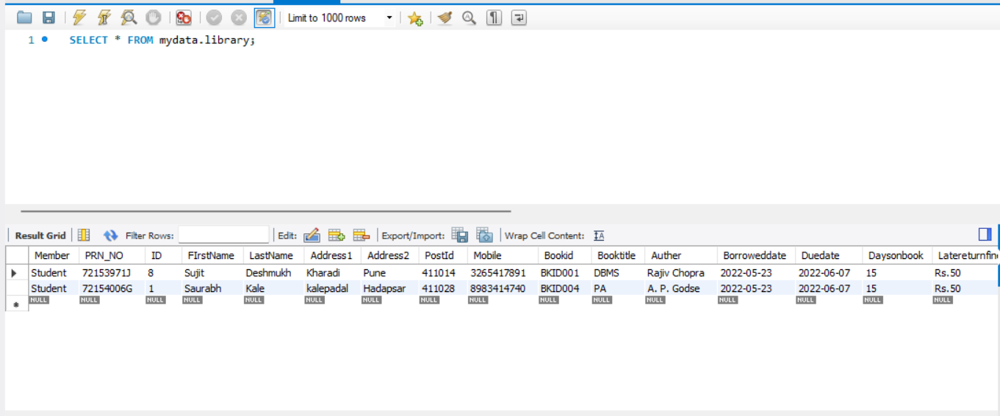 Limit to 1000 rows
1 SELECT * FROM mydata.library;
Result Grid Filter Rows: Edit: Export/Import: Wrap Cell Content:
Member PRN_NO ID FIrstName LastName Address1 Address2 PostId Mobile Bookid Booktitle Auther Borroweddate Duedate Daysonbook Latereturnfin
Student 72153971J 8 Sujit Deshmukh Kharadi Pune 411014 3265417891 BKID001 DBMS Rajiv Chopra 2022-05-23 2022-06-07 15 Rs.50
Student 72154006G 1 Saurabh Kale kalepadal Hadapsar 411028 8983414740 BKID004 PA A. P. Godse 2022-05-23 2022-06-07 15 Rs.50
NULL NULL NULL NULL NULL NULL NULL NULL NULL NULL NULL NULL NULL NULL NULL NULL